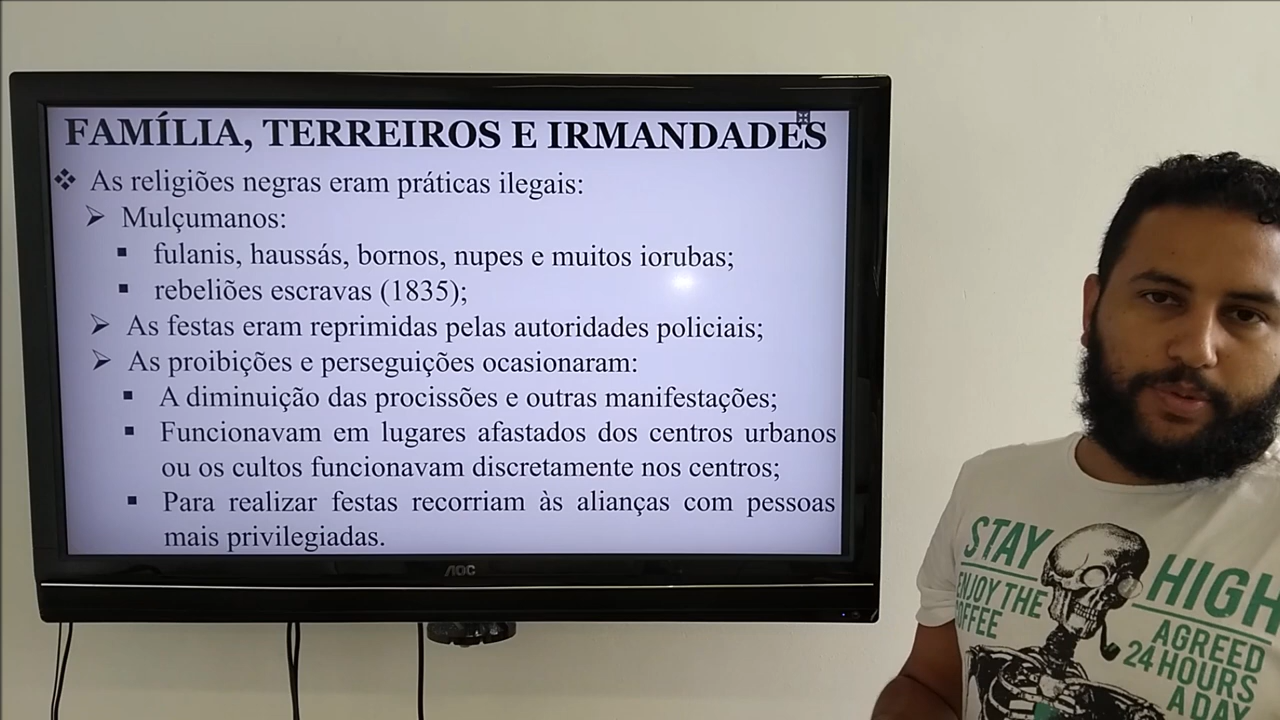 FAMÍLIA, TERREIROS E IRMANDADES
❖ As religiões negras eram práticas ilegais:
➢ Mulçumanos:
▪ fulanis, haussás, bornos, nupes e muitos iorubas;
▪ rebeliões escravas (1835);
➢ As festas eram reprimidas pelas autoridades policiais;
➢ As proibições e perseguições ocasionaram:
▪ A diminuição das procissões e outras manifestações;
▪ Funcionavam em lugares afastados dos centros urbanos
ou os cultos funcionavam discretamente nos centros;
▪ Para realizar festas recorriam às alianças com pessoas
mais privilegiadas.
AOC
STAY HIGH
ENJOY THE
COFFEE
AGREED
24 HOURS
A DAY